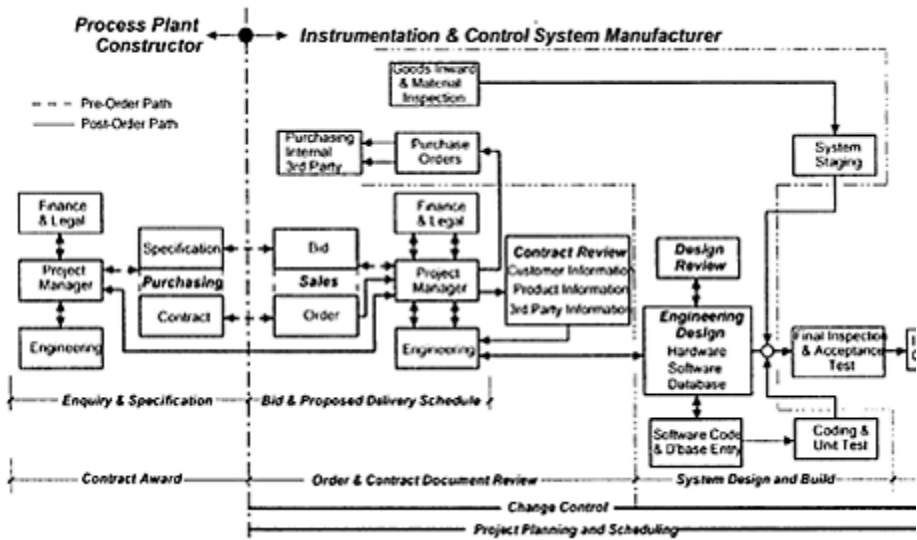 Process Plant
Constructor
Instrumentation & Control System Manufacturer
Pre-Order Path
Post-Order Path
Goods Inward
& Material
Inspection
Purchasing
Internal
3rd Party
Purchase
Orders
System
Staging
Finance
& Legal
Specification
Bid
Finance
& Legal
Contract Review
Customer Information
Product Information
3rd Party Information
Design
Review
Project
Manager
Purchasing
Sales
Project
Manager
Contract
Order
Engineering
Engineering
Engineering
Design
Hardware
Software
Database
Final Inspection
& Acceptance
Test
Software Code
& D'base Entry
Coding &
Unit Test
Enquiry & Specification
Bid & Proposed Delivery Schedule
Contract Award
Order & Contract Document Review
System Design and Build
Change Control
Project Planning and Scheduling